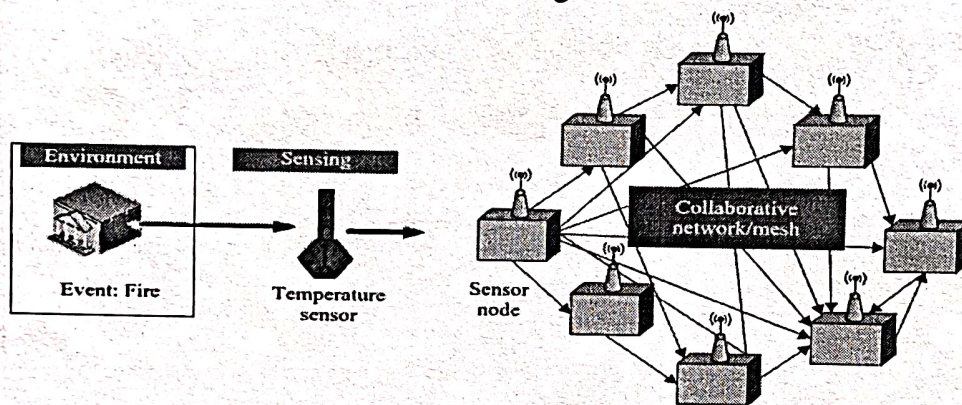 Environment
Sensing
Event: Fire
Temperature
sensor
Sensor
node
Collaborative
network/mesh